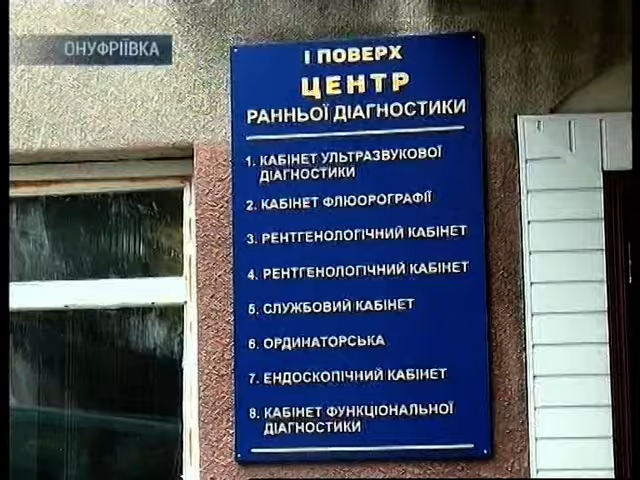 ОНУФРІЇВКА
І ПОВЕРХ
ЦЕНТР
РАННЬОЇ ДІАГНОСТИКИ
1. КАБІНЕТ УЛЬТРАЗВУКОВОЇ
ДІАГНОСТИКИ
2. КАБІНЕТ ФЛЮОРОГРАФІЇ
3. РЕНТГЕНОЛОГІЧНИЙ КАБІНЕТ
4. РЕНТГЕНОЛОГІЧНИЙ КАБІНЕТ
5. СЛУЖБОВИЙ КАБІНЕТ
6. ОРДИНАТОРСЬКА
7. ЕНДОСКОПІЧНИЙ КАБІНЕТ
8. КАБІНЕТ ФУНКЦІОНАЛЬНОЇ
ДІАГНОСТИКИ